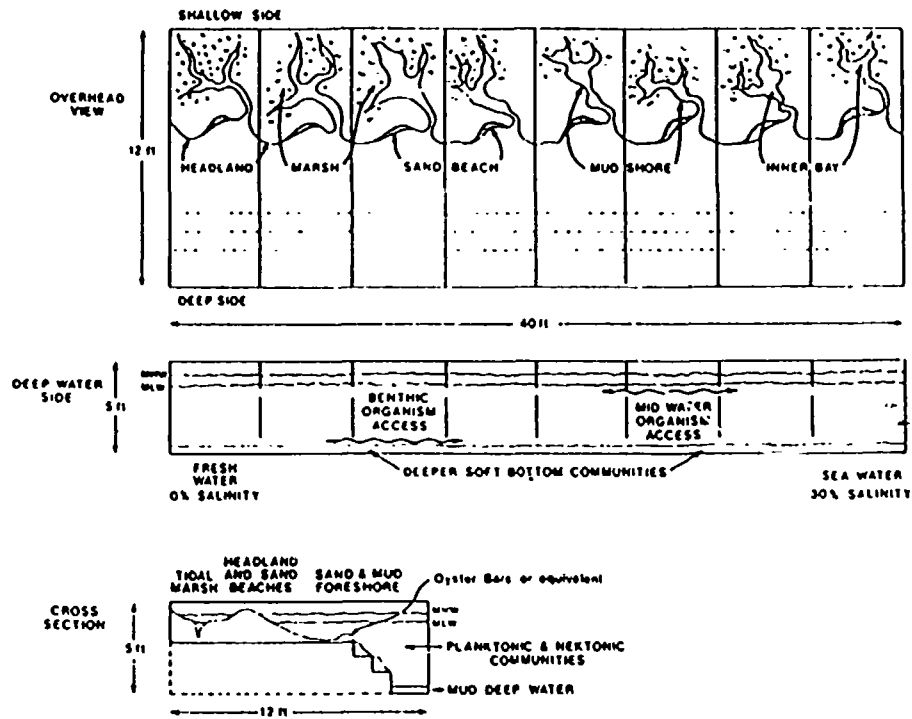 SHALLOW SIDE
OVERHEAD
VIEW
12 ft
HEADLAND
MARSH
SAND BEACH
MUD SHORE
INNER BAY
DEEP SIDE
40 ft
DEEP WATER
SIDE
5 ft
MLW
BENTHIC
ORGANISM
ACCESS
MID WATER
ORGANISM
ACCESS
DEEPER SOFT BOTTOM COMMUNITIES
FRESH
WATER
0% SALINITY
SEA WATER
30% SALINITY
TIDAL
MARSH
HEADLAND
AND SAND
BEACHES
SAND & MUD
FORESHORE
Oyster Bars or equivalent
CROSS
SECTION
5 ft
MHW
MLW
PLANKTONIC & NEKTONIC
COMMUNITIES
MUD DEEP WATER
12 ft